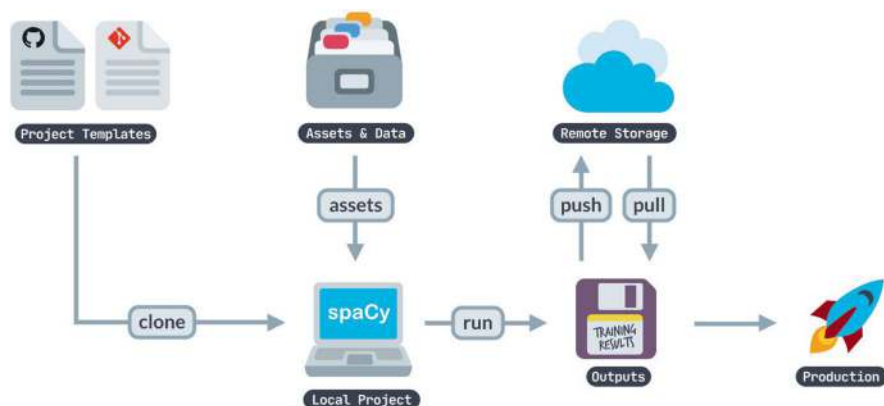 Project Templates
Assets & Data
Remote Storage
assets
push
pull
clone
spaCy
run
TRAINING
RESULTS
Local Project
Outputs
Production